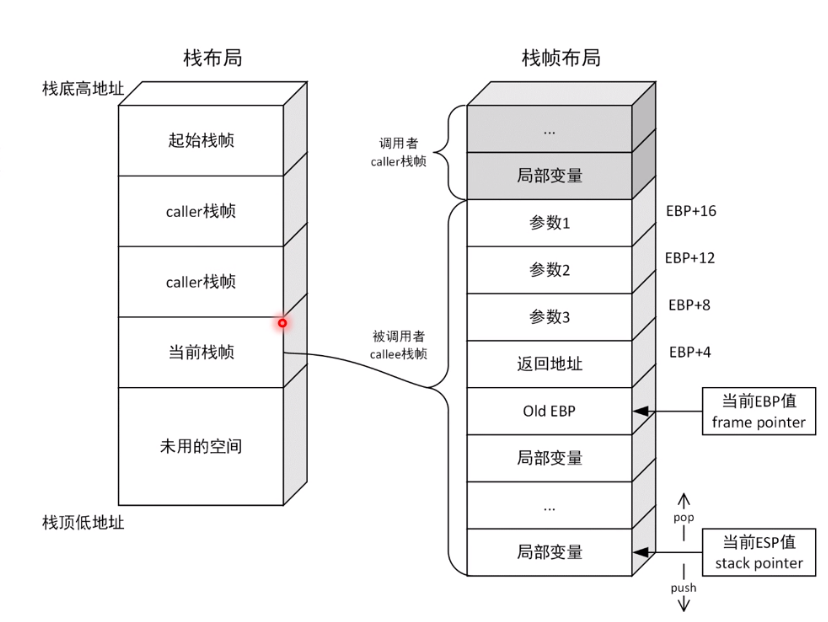 栈布局
栈底高地址
起始栈帧
caller栈帧
caller栈帧
当前栈帧
未用的空间
栈顶低地址
栈帧布局
调用者
caller栈帧
被调用者
callee栈帧
...
局部变量
参数1
参数2
参数3
返回地址
Old EBP
局部变量
...
局部变量
EBP+16
EBP+12
EBP+8
EBP+4
当前EBP值
frame pointer
pop
当前ESP值
stack pointer
push